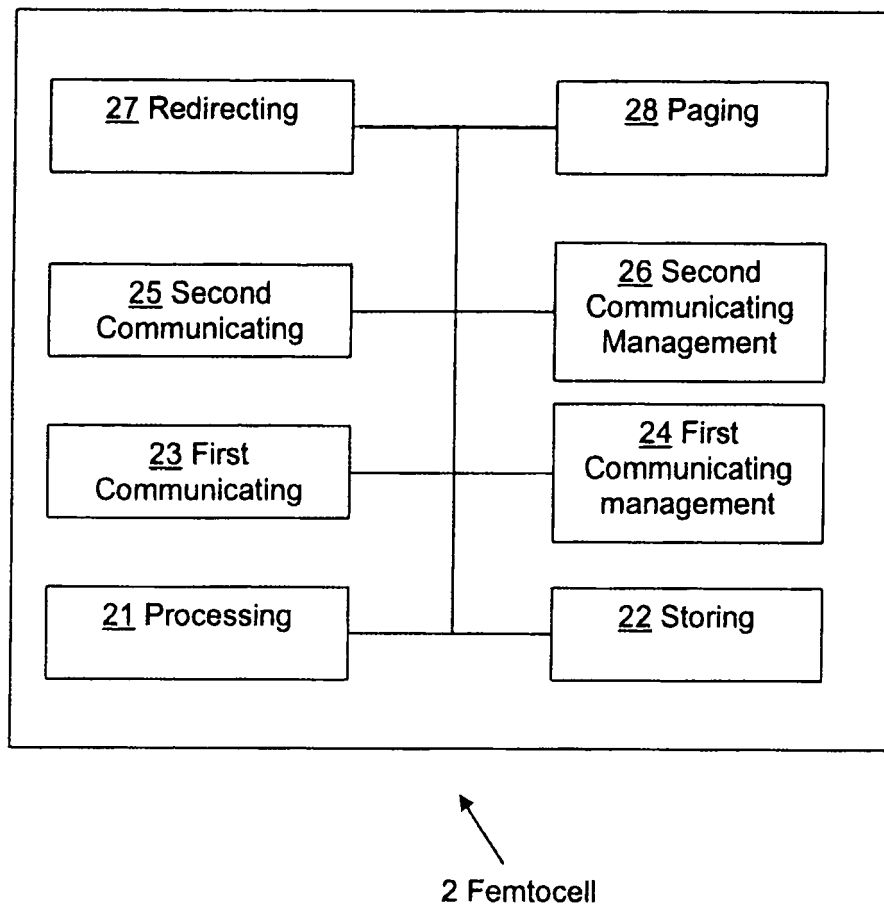 27 Redirecting
28 Paging
25 Second
Communicating
26 Second
Communicating
Management
23 First
Communicating
24 First
Communicating
management
21 Processing
22 Storing
2 Femtocell